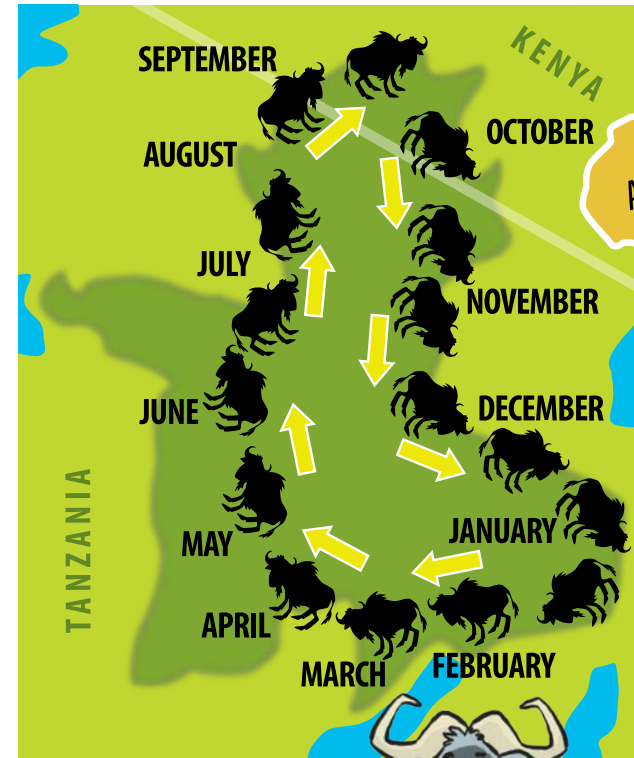 SEPTEMBER
KENYA
OCTOBER
AUGUST
JULY
NOVEMBER
JUNE
DECEMBER
TANZANIA
MAY
JANUARY
APRIL
MARCH
FEBRUARY